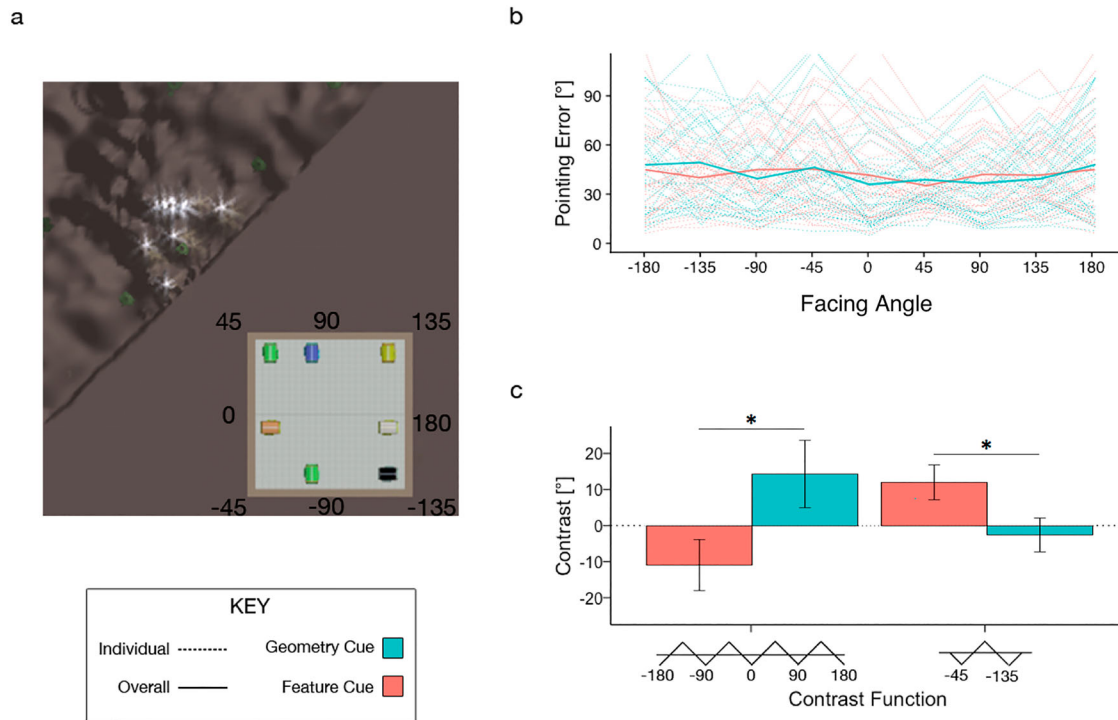 a
45 90 135
0 180
-45 -90 -135
KEY
Individual Geometry Cue
Overall Feature Cue
b
Pointing Error [°]
90
60
30
0
-180 -135 -90 -45 0 45 90 135 180
Facing Angle
c
Contrast [°]
20
10
0
-10
-20
* *
-180 -90 0 90 180 -45 -135
Contrast Function